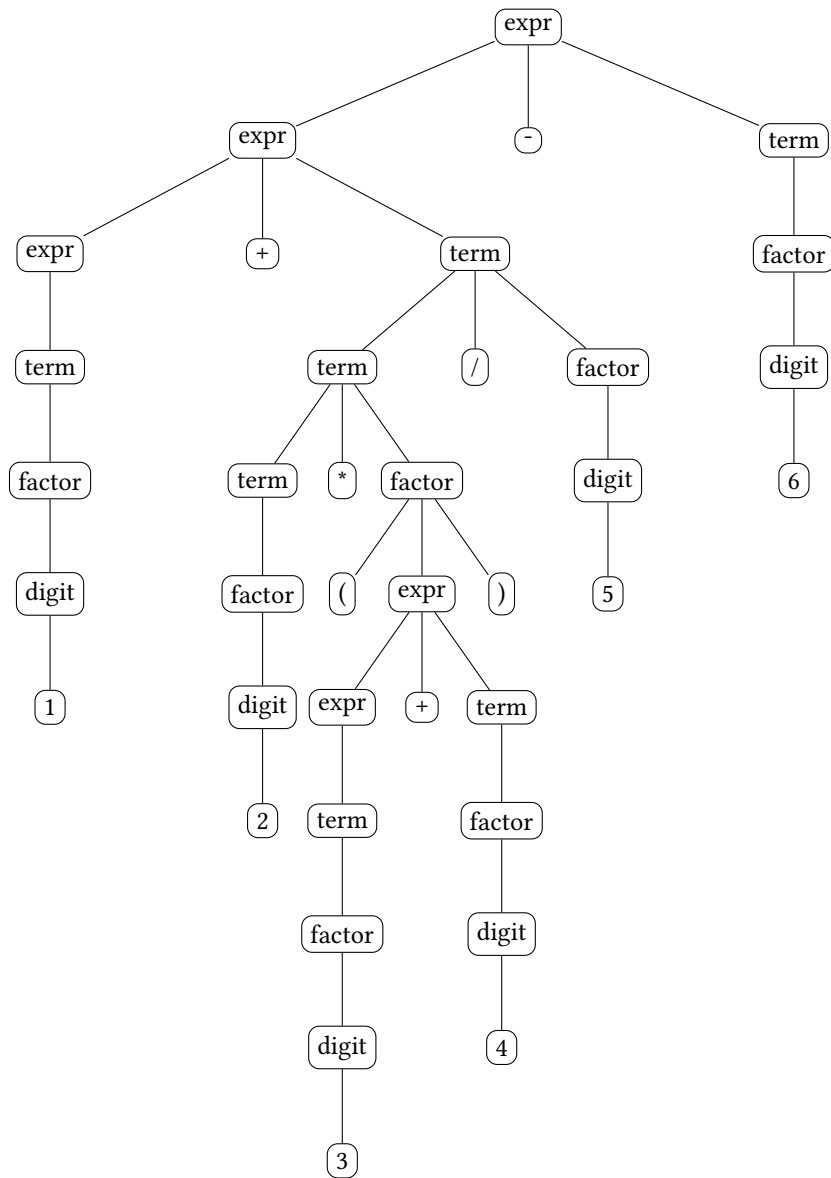 expr
expr - term
expr + term factor
term term / factor digit
factor term * factor digit 6
digit factor ( expr ) 5
1 digit expr + term
2 term factor
factor digit
digit 4
3